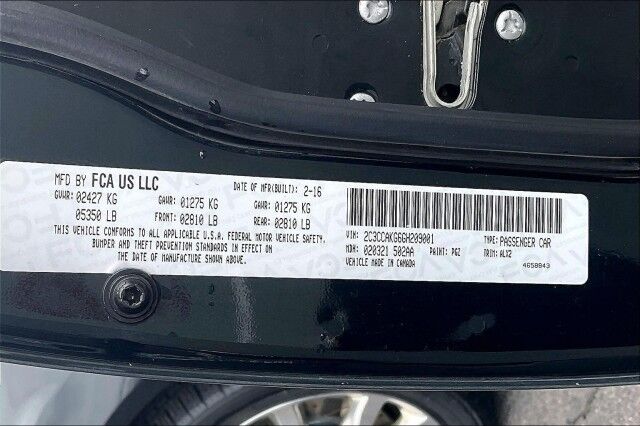 MFD BY FCA US LLC DATE OF MFR(BUILT): 2-16
GVWR: 02427 KG GAWR: 01275 KG GAWR: 01275 KG
05350 LB FRONT: 02810 LB REAR: 02810 LB
THIS VEHICLE CONFORMS TO ALL APPLICABLE U.S.A. FEDERAL MOTOR VEHICLE SAFETY,
BUMPER AND THEFT PREVENTION STANDARDS IN EFFECT ON
THE DATE OF MANUFACTURE SHOWN ABOVE.
VIN: 2C3CCAKG6GH209001 TYPE: PASSENGER CAR
MDH: 020321 502AA PAINT: PGZ TRIM: ALX2
VEHICLE MADE IN CANADA 4658843